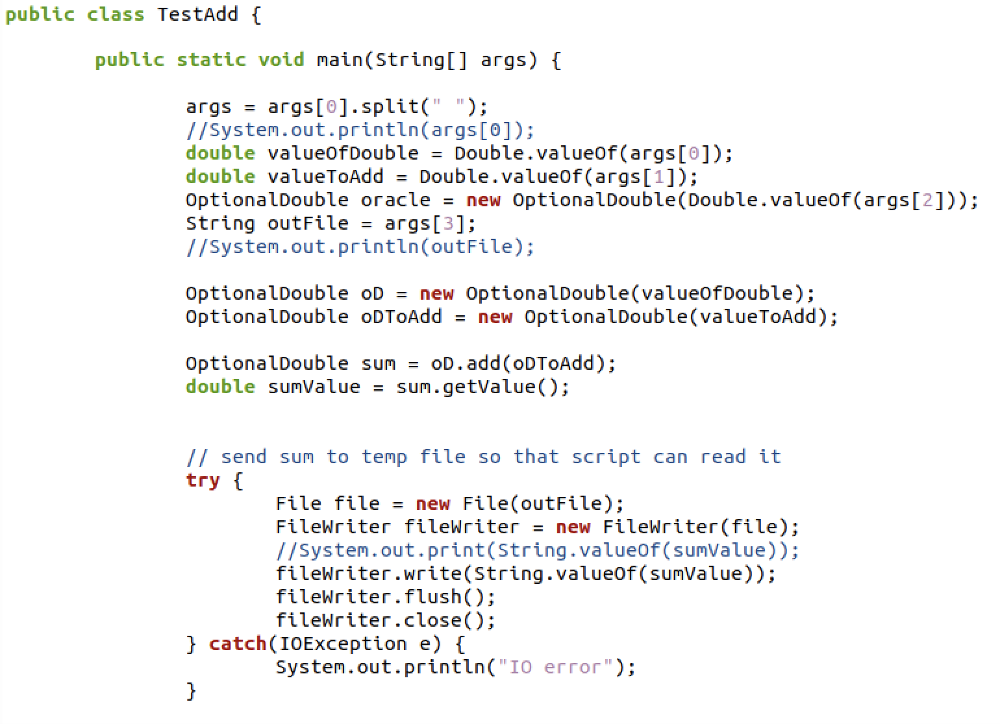 public class TestAdd {
public static void main(String[] args) {
args = args[0].split(" ");
//System.out.println(args[0]);
double valueOfDouble = Double.valueOf(args[0]);
double valueToAdd = Double.valueOf(args[1]);
OptionalDouble oracle = new OptionalDouble(Double.valueOf(args[2]));
String outFile = args[3];
//System.out.println(outFile);
OptionalDouble oD = new OptionalDouble(valueOfDouble);
OptionalDouble oDToAdd = new OptionalDouble(valueToAdd);
OptionalDouble sum = oD.add(oDToAdd);
double sumValue = sum.getValue();
// send sum to temp file so that script can read it
try {
File file = new File(outFile);
FileWriter fileWriter = new FileWriter(file);
//System.out.print(String.valueOf(sumValue));
fileWriter.write(String.valueOf(sumValue));
fileWriter.flush();
fileWriter.close();
} catch(IOException e) {
System.out.println("IO error");
}